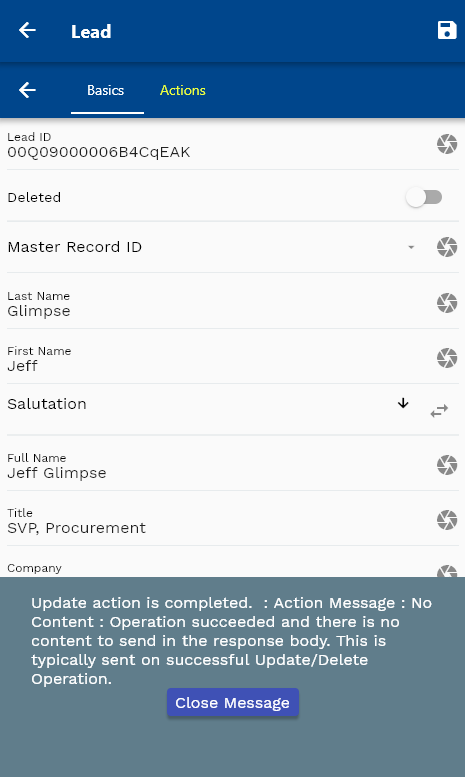 Lead
Basics Actions
Lead ID
00Q09000006B4CqEAK
Deleted
Master Record ID
Last Name
Glimpse
First Name
Jeff
Salutation
Full Name
Jeff Glimpse
Title
SVP, Procurement
Company
Update action is completed.  : Action Message : No
Content : Operation succeeded and there is no
content to send in the response body. This is
typically sent on successful Update/Delete
Operation.
Close Message